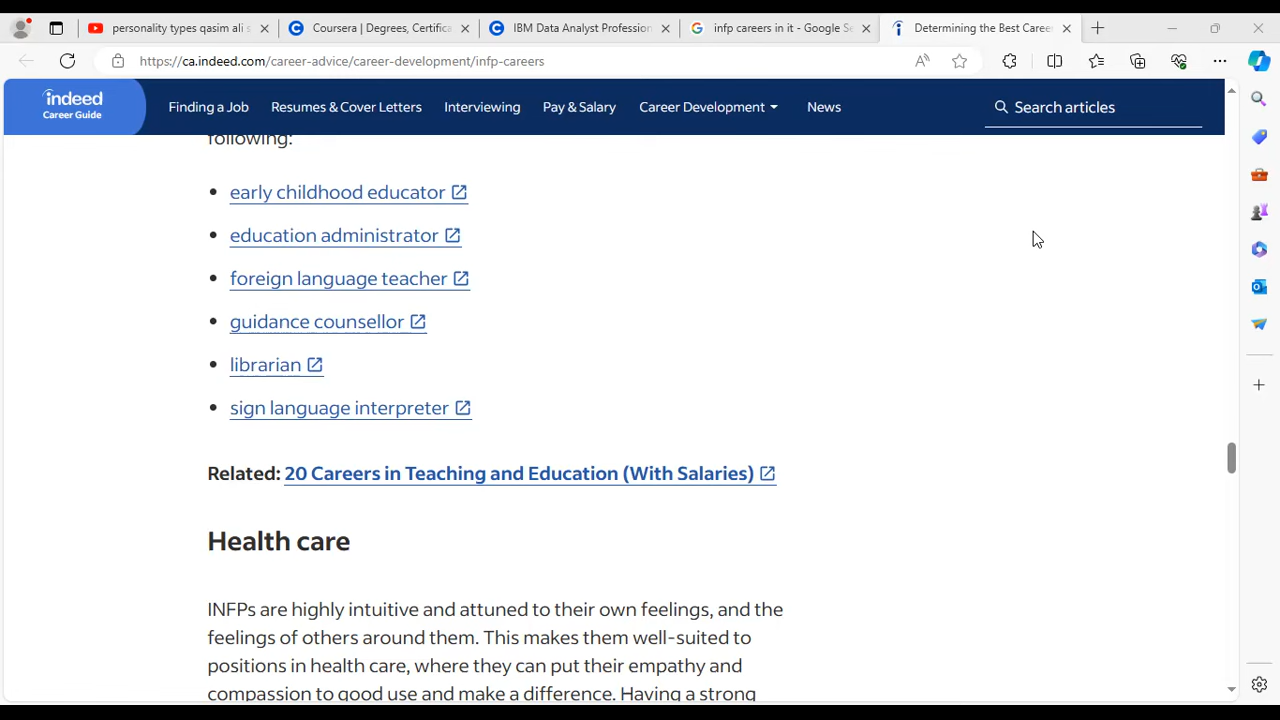 personality types qasim ali s
Coursera | Degrees, Certifica
IBM Data Analyst Profession
infp careers in it - Google Se
Determining the Best Caree
https://ca.indeed.com/career-advice/career-development/infp-careers
indeed
Career Guide
Finding a Job
Resumes & Cover Letters
Interviewing
Pay & Salary
Career Development
News
Search articles
following:
• early childhood educator
• education administrator
• foreign language teacher
• guidance counsellor
• librarian
• sign language interpreter
Related: 20 Careers in Teaching and Education (With Salaries)
Health care
INFPs are highly intuitive and attuned to their own feelings, and the
feelings of others around them. This makes them well-suited to
positions in health care, where they can put their empathy and
compassion to good use and make a difference. Having a strong